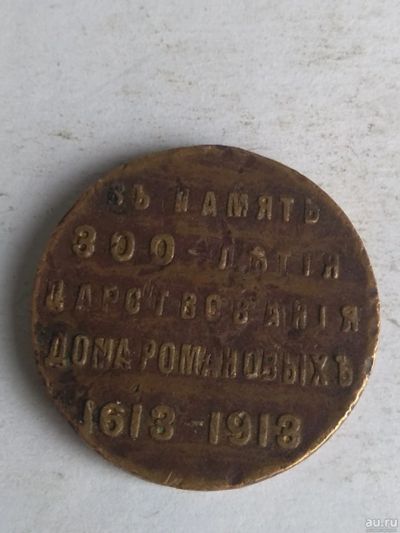 ВЪ ПАМЯТЬ
300-ЛѢТІЯ
ЦАРСТВОВАНІЯ
ДОМА РОМАНОВЫХЪ
1613-1913
au.ru